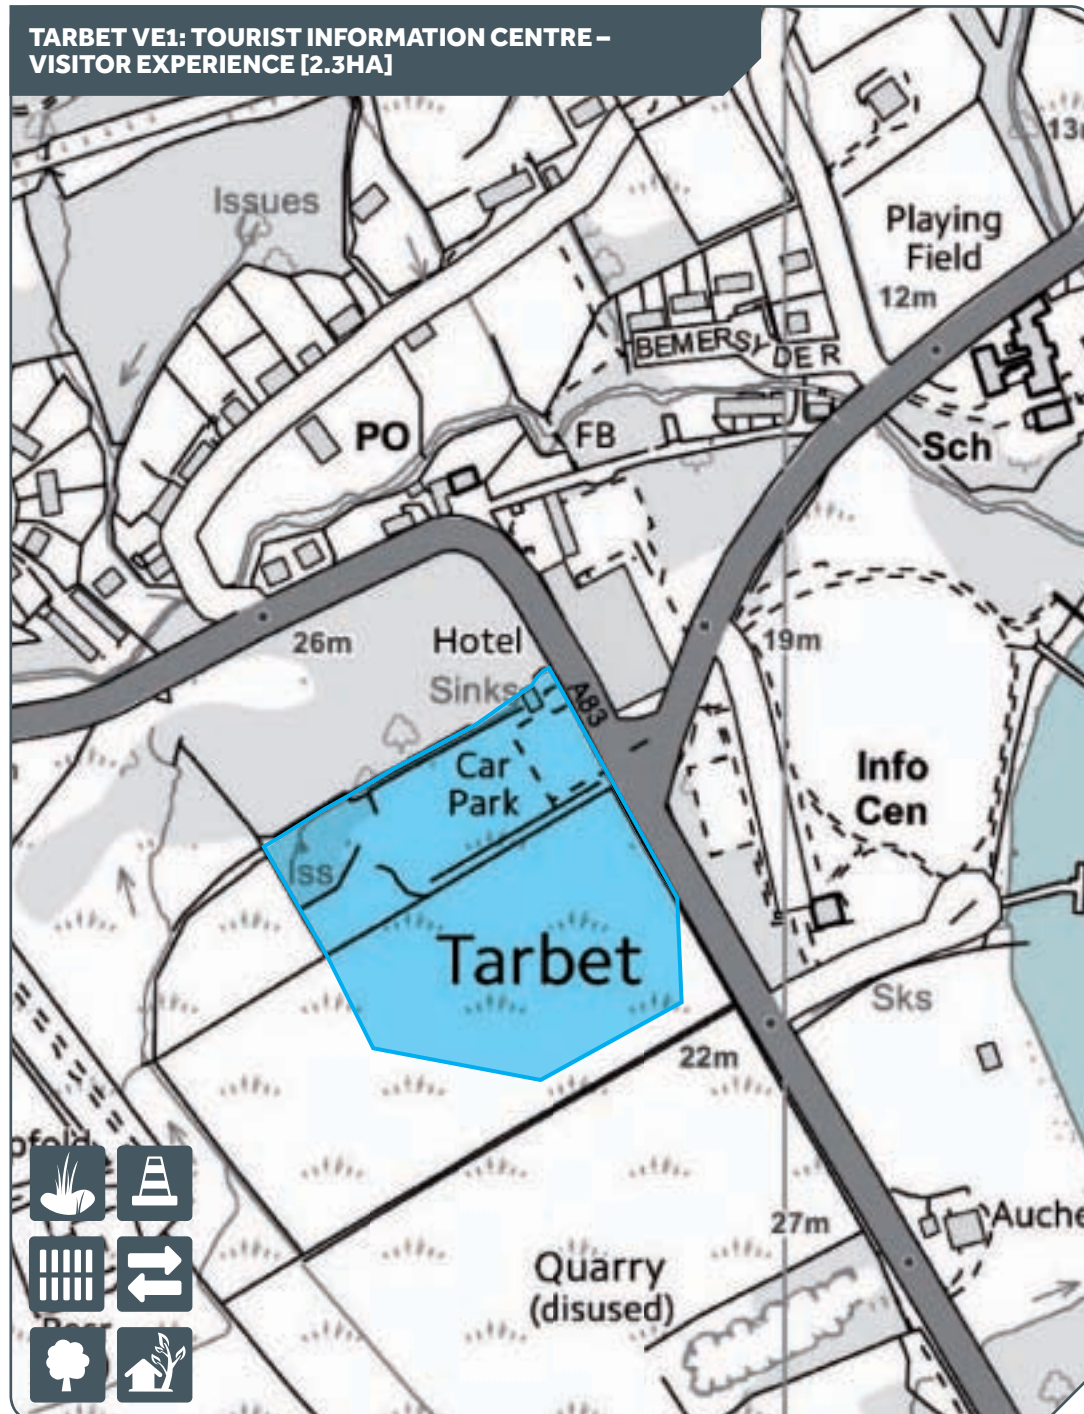 TARBET VE1: TOURIST INFORMATION CENTRE –
VISITOR EXPERIENCE [2.3HA]
Issues
Playing
Field
12m
BEMERSYDE R
PO
FB
Sch
26m
Hotel
19m
Sinks
A83
Car
Park
Info
Cen
Iss
Tarbet
Sks
22m
27m
Auche
Quarry
(disused)